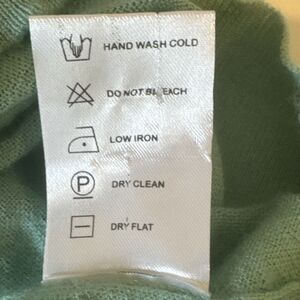 HAND WASH COLD
DO NOT BLEACH
LOW IRON
P DRY CLEAN
DRY FLAT